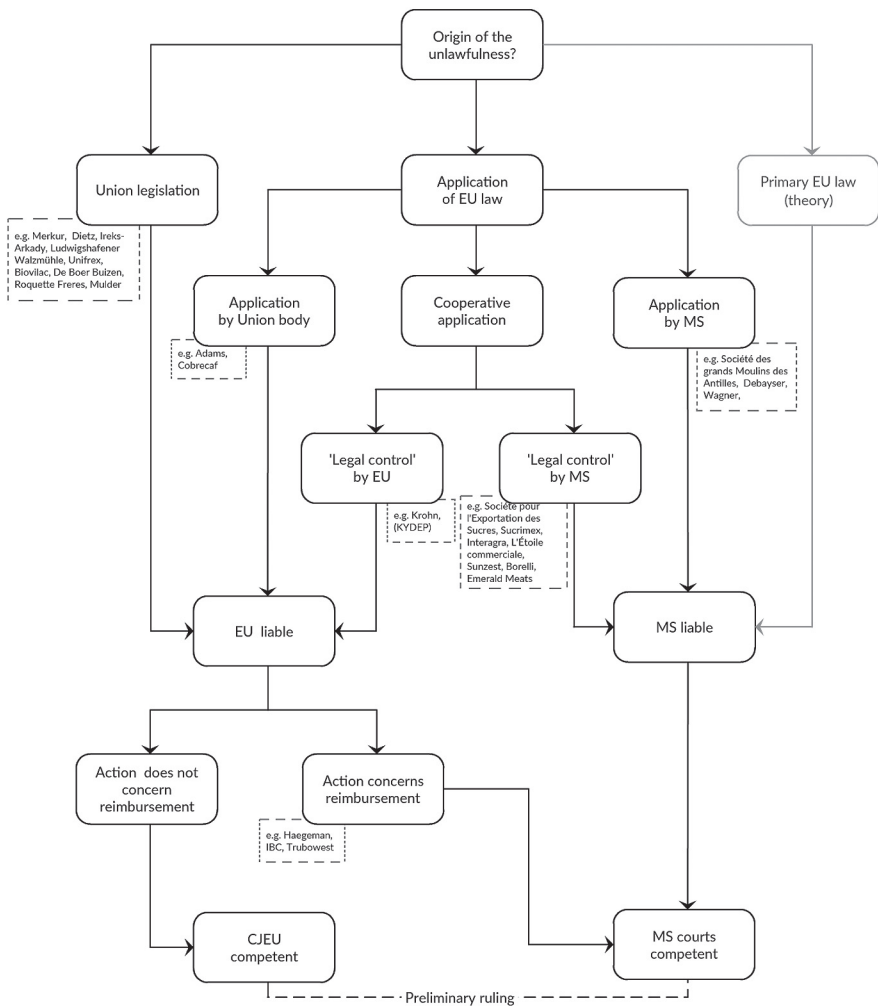 Origin of the
unlawfulness?
Union legislation
Application
of EU law
Primary EU law
(theory)
e.g. Merkur, Dietz, Ireks-
Arkady, Ludwigshafener
Walzmühle, Unifrex,
Biovilac, De Boer Buizen,
Roquette Freres, Mulder
Application
by Union body
Cooperative
application
Application
by MS
e.g. Adams,
Cobrecaf
e.g. Société des
grands Moulins des
Antilles, Debayser,
Wagner,
'Legal control'
by EU
'Legal control'
by MS
e.g. Krohn,
(KYDEP)
e.g. Société pour
l'Exportation des
Sucres, Sucrimex,
Interagra, L'Étoile
commerciale,
Sunzest, Borelli,
Emerald Meats
EU liable
MS liable
Action does not
concern
reimbursement
Action concerns
reimbursement
e.g. Haegeman,
IBC, Trubowest
CJEU
competent
MS courts
competent
Preliminary ruling